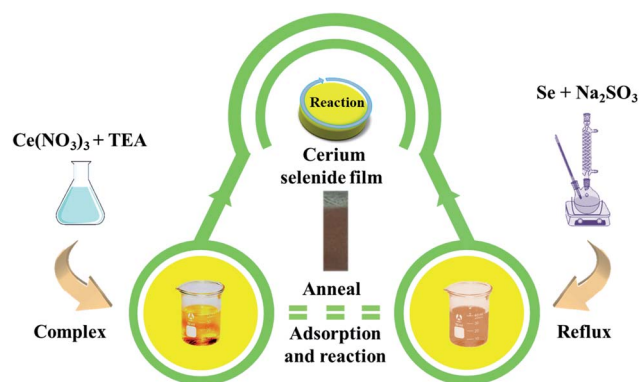 Reaction
Se + Na₂SO₃
Ce(NO₃)₃ + TEA
Cerium
selenide film
Anneal
Complex
Adsorption
and reaction
Reflux